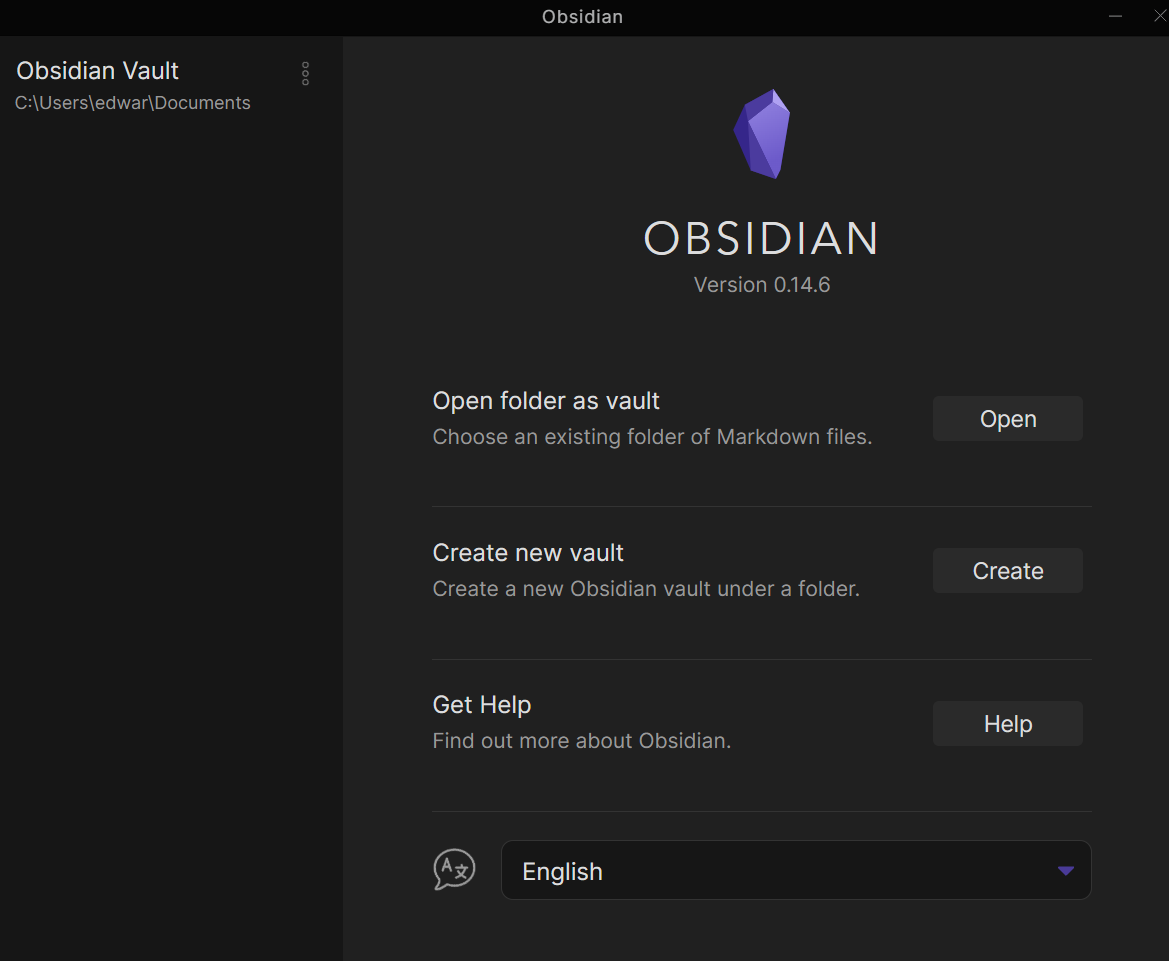 Obsidian
Obsidian Vault
C:\Users\edwar\Documents
OBSIDIAN
Version 0.14.6
Open folder as vault
Choose an existing folder of Markdown files.
Open
Create new vault
Create a new Obsidian vault under a folder.
Create
Get Help
Find out more about Obsidian.
Help
A文
English